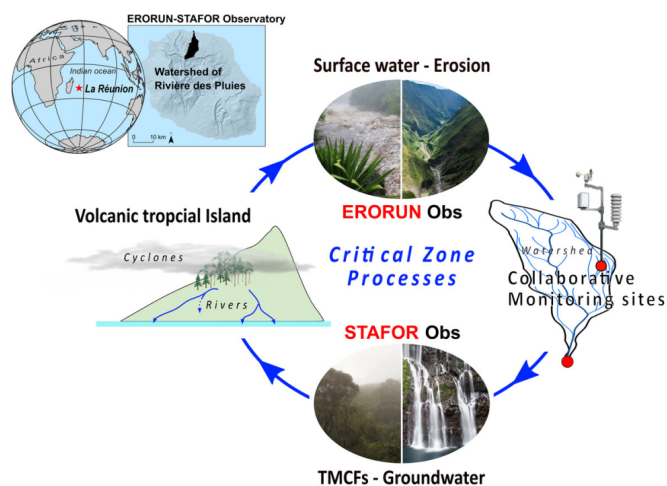 ERORUN-STAFOR Observatory
Africa
Indian ocean
La Réunion
Watershed of
Rivière des Pluies
0 10 km
Surface water - Erosion
ERORUN Obs
Volcanic tropcial Island
Cyclones
Rivers
Critical Zone
Processes
Watershed
Collaborative
Monitoring sites
STAFOR Obs
TMCFs - Groundwater